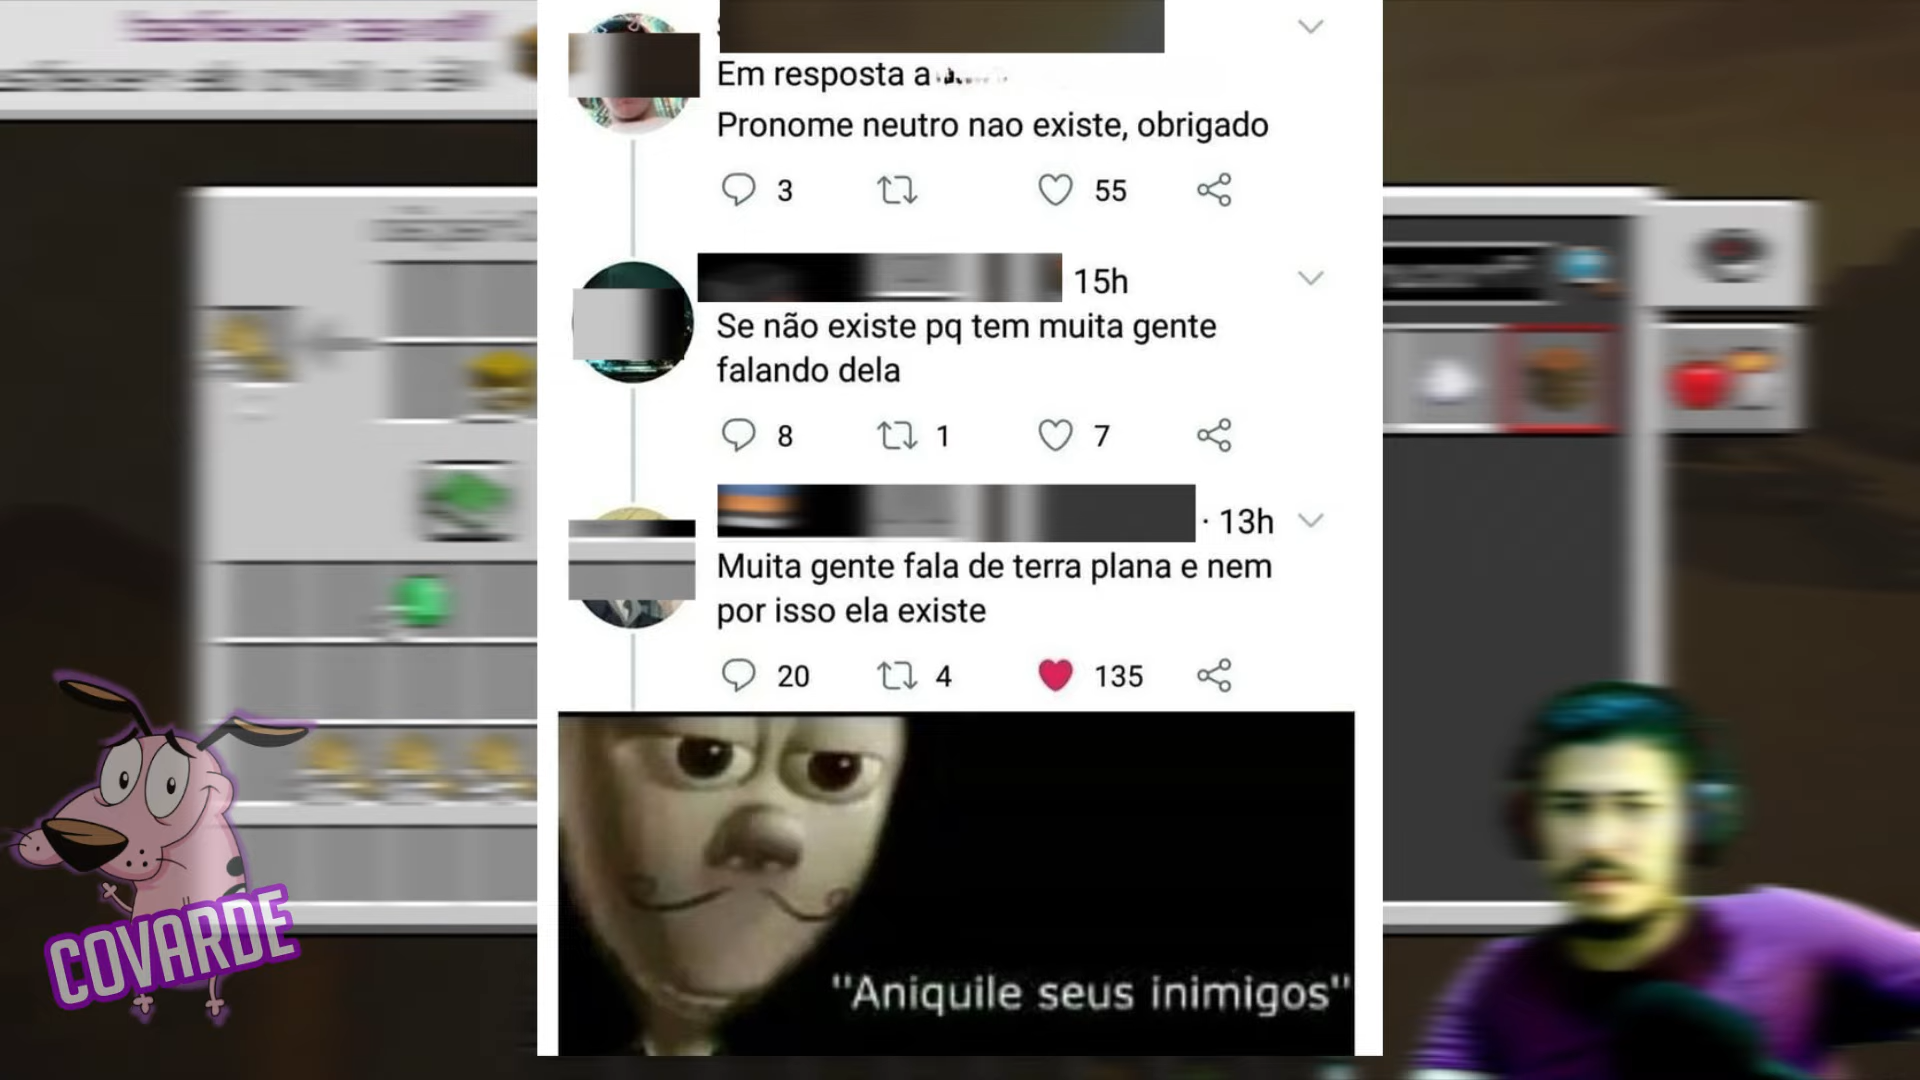 Em resposta a
Pronome neutro nao existe, obrigado
3
55
15h
Se não existe pq tem muita gente
falando dela
8
1
7
· 13h
Muita gente fala de terra plana e nem
por isso ela existe
20
4
135
"Aniquile seus inimigos"
COVARDE